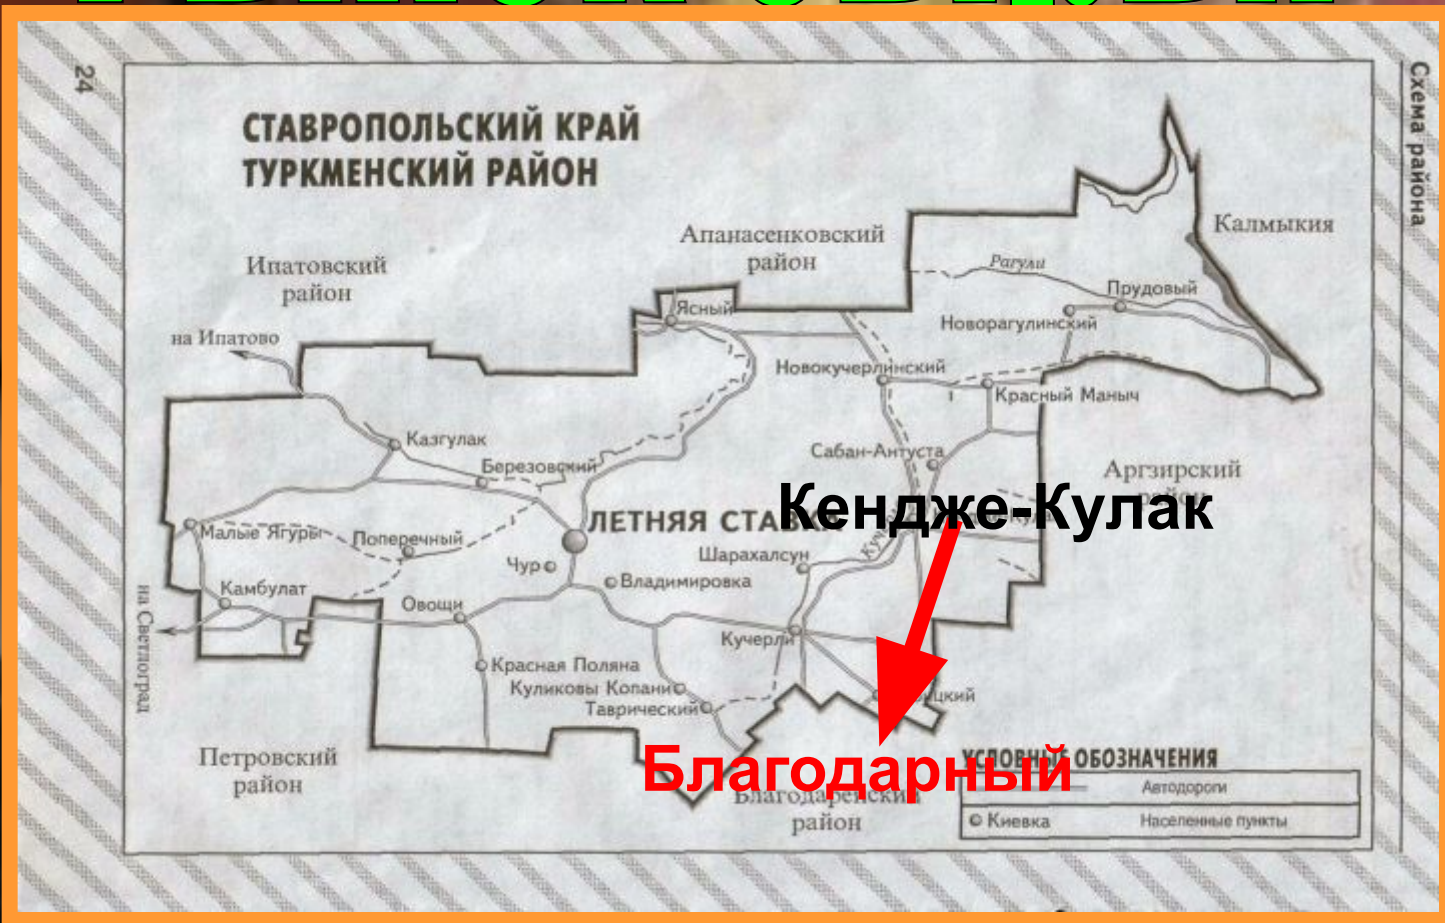 24
Схема района
СТАВРОПОЛЬСКИЙ КРАЙ
ТУРКМЕНСКИЙ РАЙОН
Апанасенковский
район
Калмыкия
Ипатовский
район
Рагули
Прудовый
Ясный
Новорагулинский
на Ипатово
Новокучерлинский
Красный Маныч
Казгулак
Сабан-Антуста
Березовский
Аргзирский
район
Кендже-Кулак
ЛЕТНЯЯ СТАВКА
Малые Ягуры
Поперечный
Шарахалсун
Чур
Владимировка
Камбулат
Овощи
на Светлоград
Кучерли
Красная Поляна
Куликовы Копани
Таврический
Петровский
район
Благодарный
УСЛОВНЫЕ ОБОЗНАЧЕНИЯ
Автодороги
Благодаренский
район
Киевка
Населенные пункты